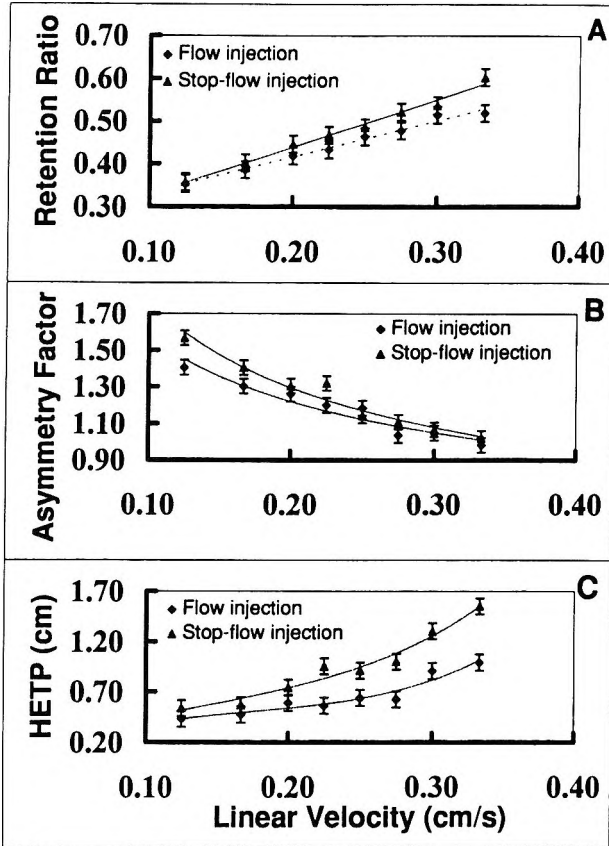 A
Retention Ratio
0.70
0.60
0.50
0.40
0.30
Flow injection
Stop-flow injection
0.10 0.20 0.30 0.40
B
Asymmetry Factor
1.70
1.50
1.30
1.10
0.90
Flow injection
Stop-flow injection
0.10 0.20 0.30 0.40
C
HETP (cm)
1.70
1.20
0.70
0.20
Flow injection
Stop-flow injection
0.10 0.20 0.30 0.40
Linear Velocity (cm/s)